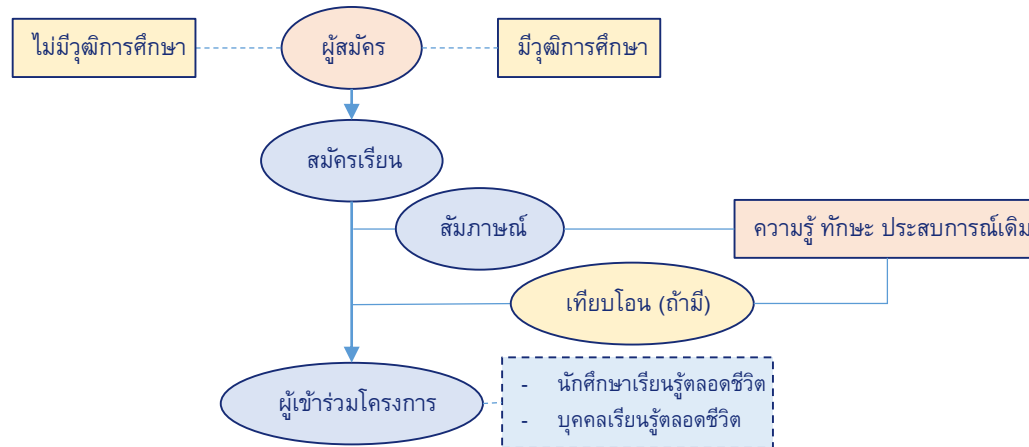 ไม่มีวุฒิการศึกษา
ผู้สมัคร
มีวุฒิการศึกษา
สมัครเรียน
สัมภาษณ์
ความรู้ ทักษะ ประสบการณ์เดิม
เทียบโอน (ถ้ามี)
ผู้เข้าร่วมโครงการ
- นักศึกษาเรียนรู้ตลอดชีวิต
- บุคคลเรียนรู้ตลอดชีวิต